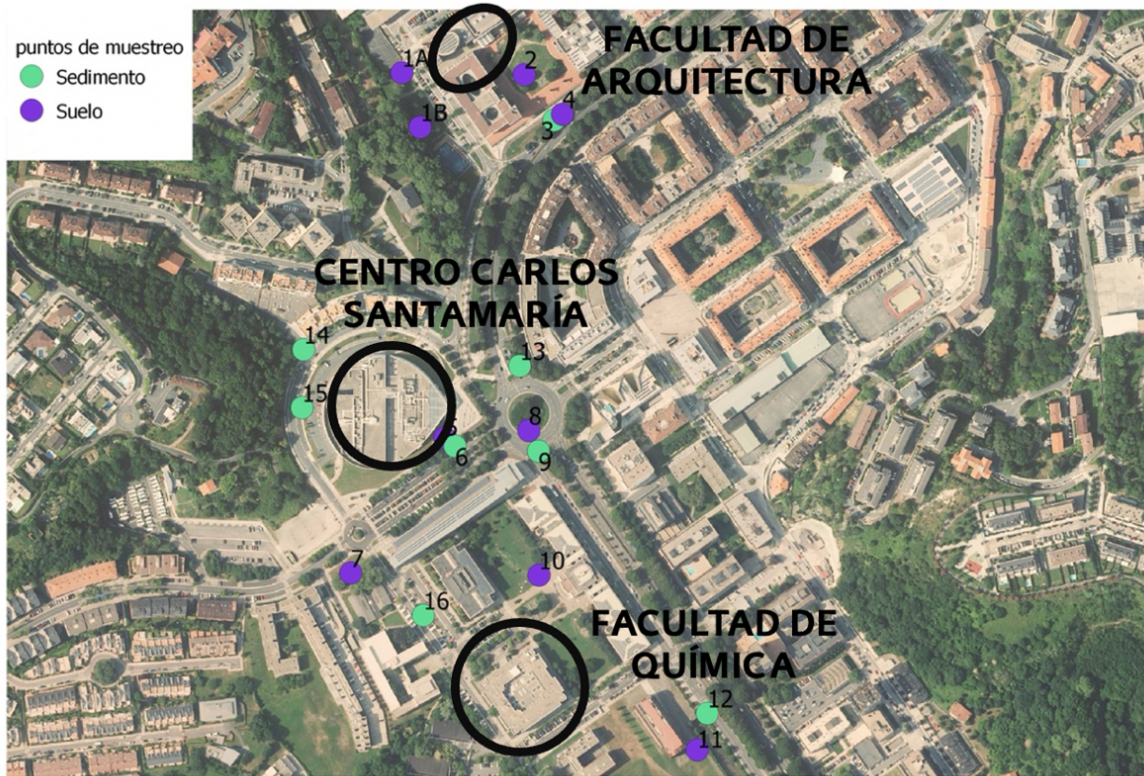 puntos de muestreo
Sedimento
Suelo
FACULTAD DE
ARQUITECTURA
1A
2
1B
4
3
CENTRO CARLOS
SANTAMARÍA
14
13
15
5
8
6
9
7
10
16
FACULTAD DE
QUÍMICA
12
11